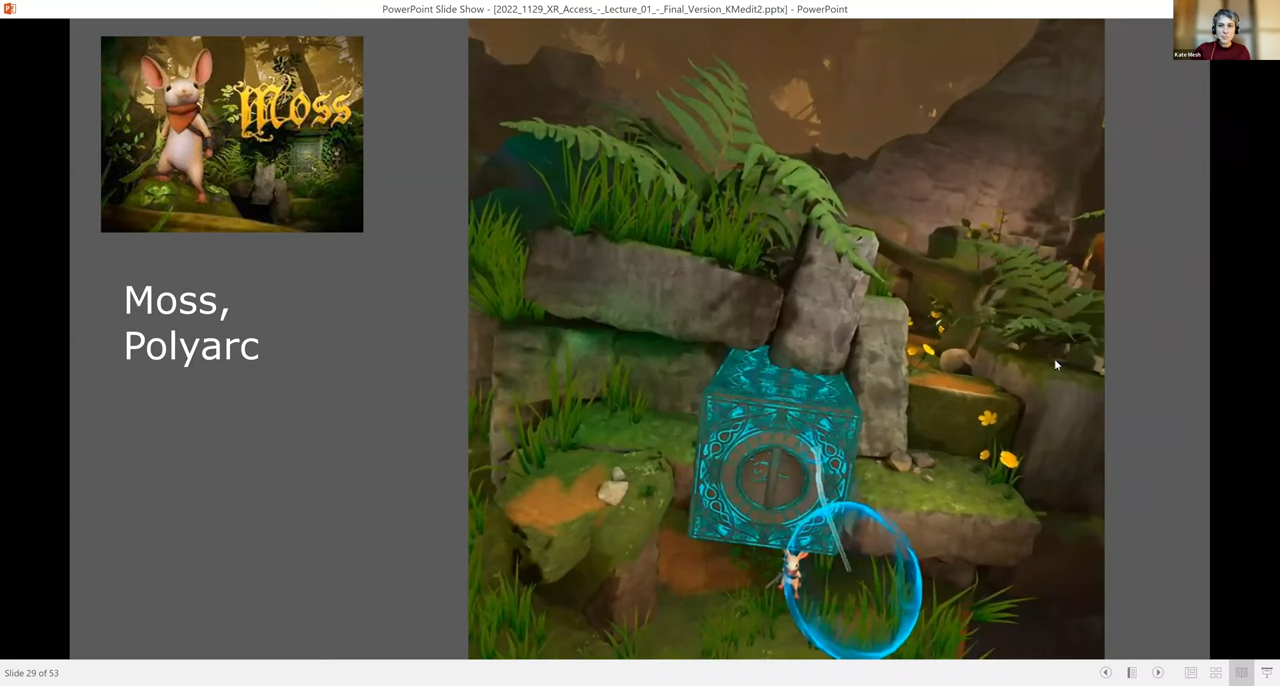 PowerPoint Slide Show - [2022_1129_XR_Access_-_Lecture_01_-_Final_Version_KMedit2.pptx] - PowerPoint
Kate Mesh
Moss
Moss,
Polyarc
Slide 29 of 53